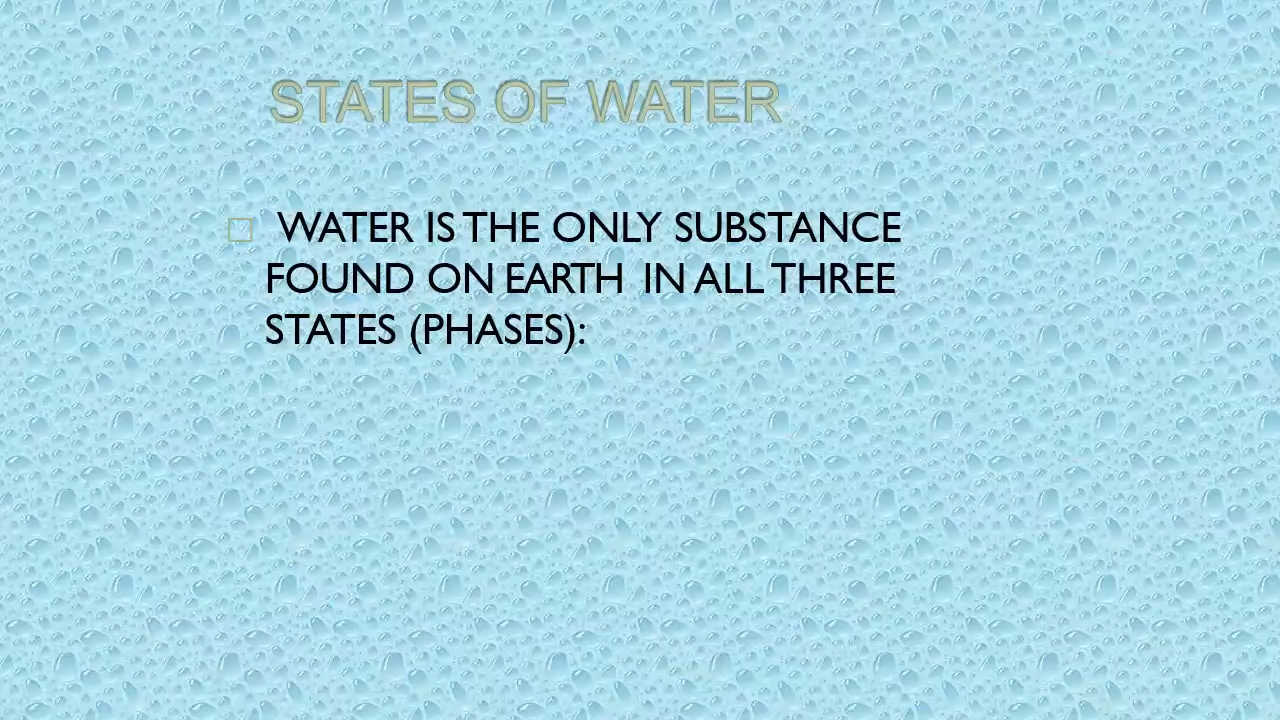 STATES OF WATER
□ WATER IS THE ONLY SUBSTANCE
FOUND ON EARTH IN ALL THREE
STATES (PHASES):